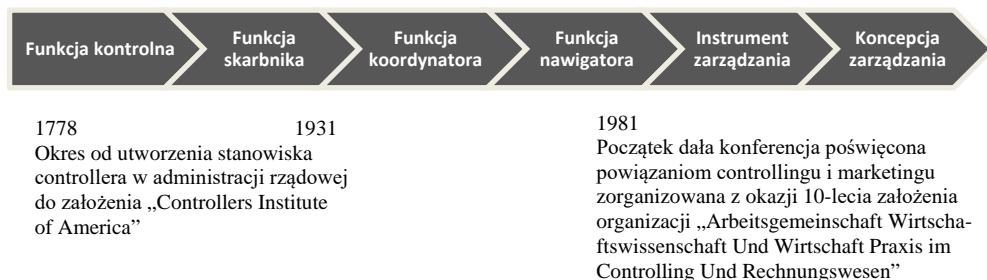 Funkcja kontrolna
Funkcja
skarbnika
Funkcja
koordynatora
Funkcja
nawigatora
Instrument
zarządzania
Koncepcja
zarządzania
1778 1931
Okres od utworzenia stanowiska
controllera w administracji rządowej
do założenia „Controllers Institute
of America”
1981
Początek dała konferencja poświęcona
powiązaniom controllingu i marketingu
zorganizowana z okazji 10-lecia założenia
organizacji „Arbeitsgemeinschaft Wirtscha-
ftswissenschaft Und Wirtschaft Praxis im
Controlling Und Rechnungswesen”